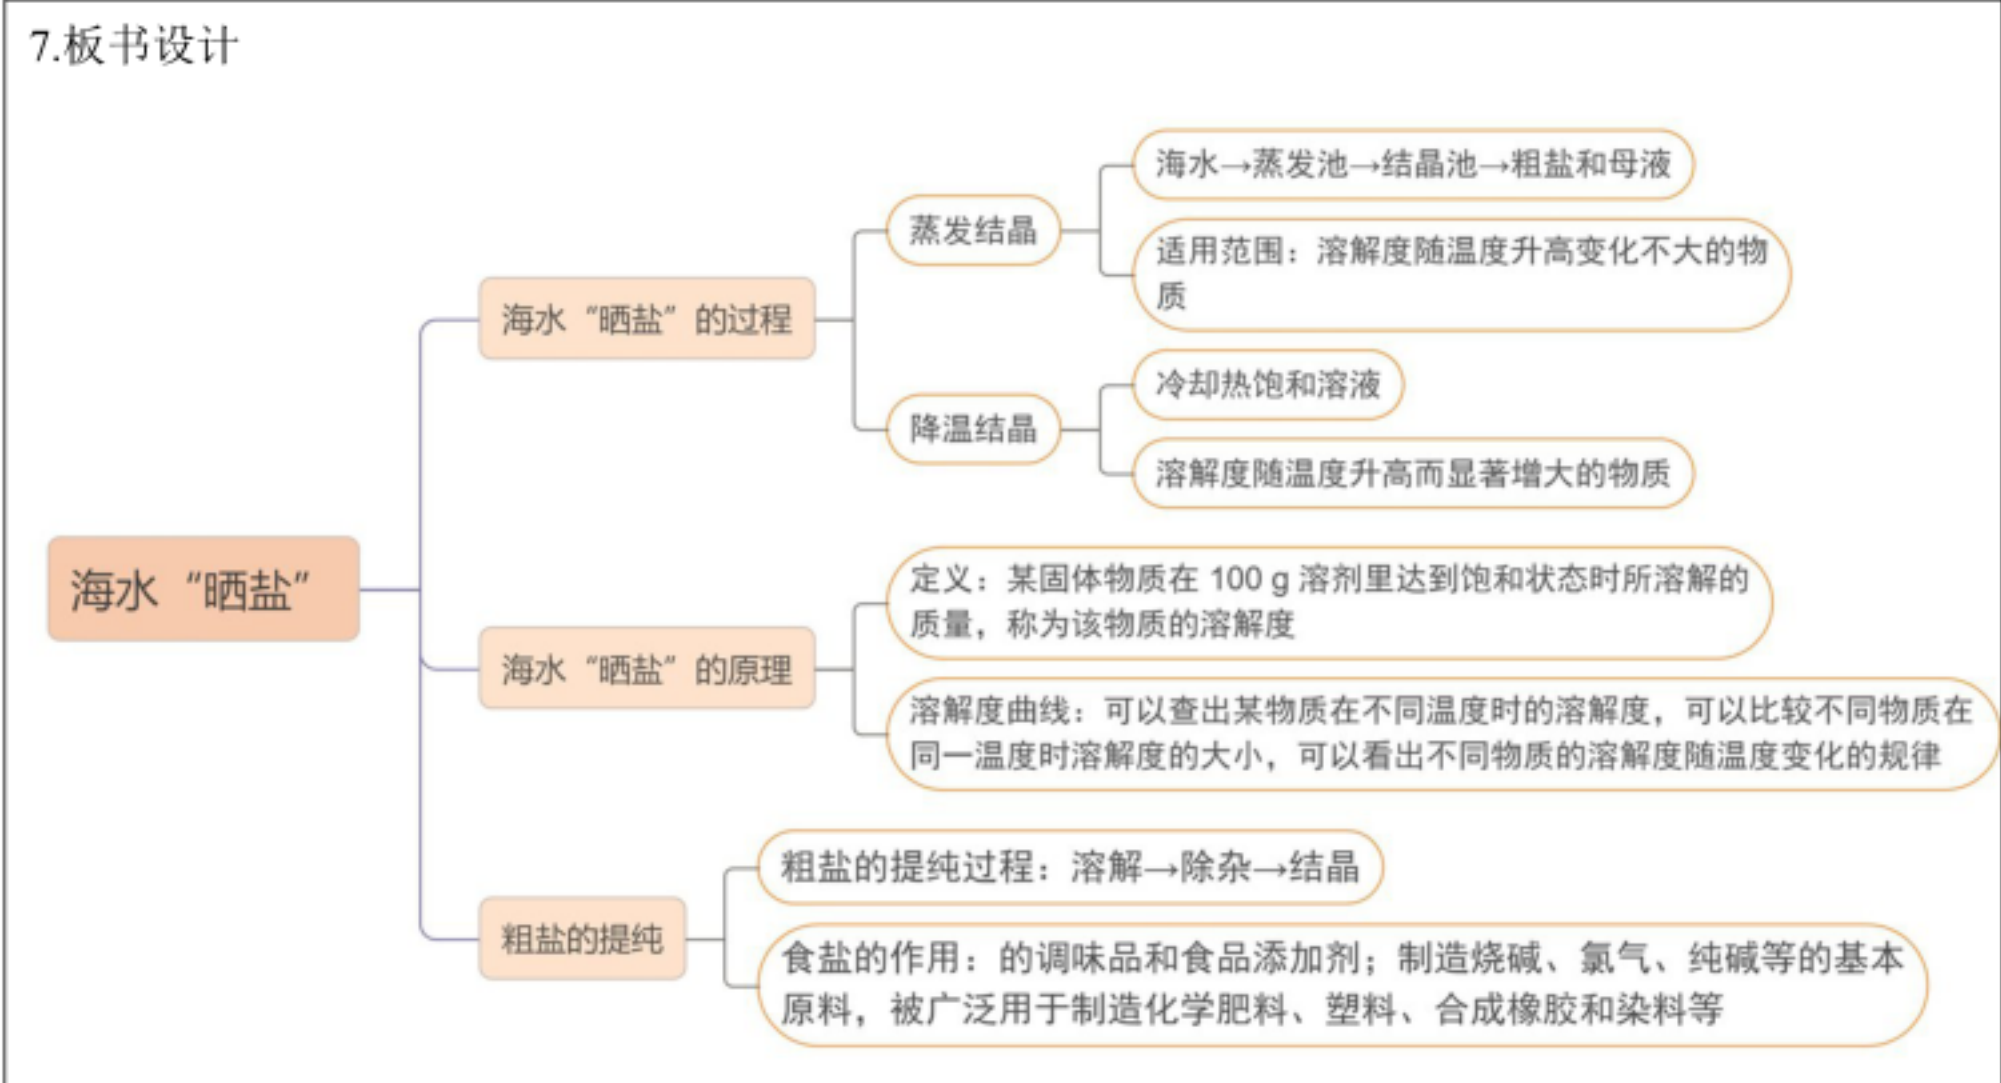 7.板书设计
海水“晒盐”
海水“晒盐”的过程
蒸发结晶
海水→蒸发池→结晶池→粗盐和母液
适用范围：溶解度随温度升高变化不大的物
质
降温结晶
冷却热饱和溶液
溶解度随温度升高而显著增大的物质
海水“晒盐”的原理
定义：某固体物质在 100 g 溶剂里达到饱和状态时所溶解的
质量，称为该物质的溶解度
溶解度曲线：可以查出某物质在不同温度时的溶解度，可以比较不同物质在
同一温度时溶解度的大小，可以看出不同物质的溶解度随温度变化的规律
粗盐的提纯
粗盐的提纯过程：溶解→除杂→结晶
食盐的作用：的调味品和食品添加剂；制造烧碱、氯气、纯碱等的基本
原料，被广泛用于制造化学肥料、塑料、合成橡胶和染料等